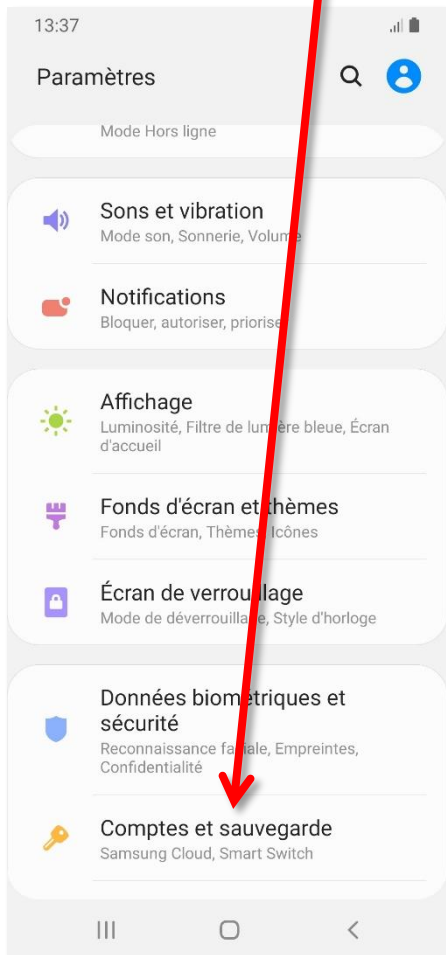 13:37
Paramètres
Mode Hors ligne
Sons et vibration
Mode son, Sonnerie, Volume
Notifications
Bloquer, autoriser, prioriser
Affichage
Luminosité, Filtre de lumière bleue, Écran
d'accueil
Fonds d'écran et thèmes
Fonds d'écran, Thèmes, Icônes
Écran de verrouillage
Mode de déverrouillage, Style d'horloge
Données biométriques et
sécurité
Reconnaissance faciale, Empreintes,
Confidentialité
Comptes et sauvegarde
Samsung Cloud, Smart Switch